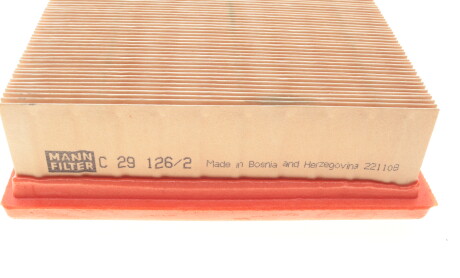 MANN
FILTER
C 29 126/2 Made in Bosnia and Herzegovina 221108